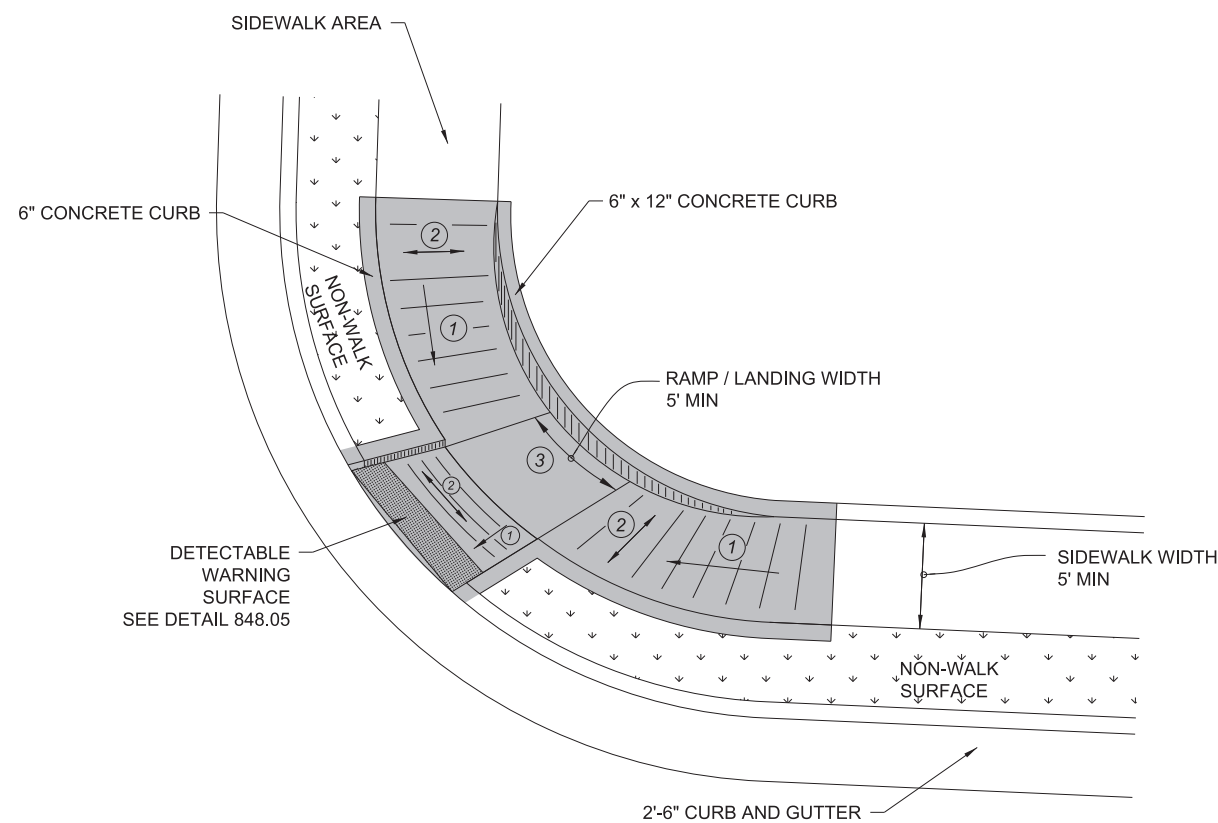 SIDEWALK AREA
6" CONCRETE CURB
6" x 12" CONCRETE CURB
2
NON-WALK
SURFACE
1
RAMP / LANDING WIDTH
5' MIN
3
2
2
1
1
DETECTABLE
WARNING
SURFACE
SEE DETAIL 848.05
SIDEWALK WIDTH
5' MIN
NON-WALK
SURFACE
2'-6" CURB AND GUTTER